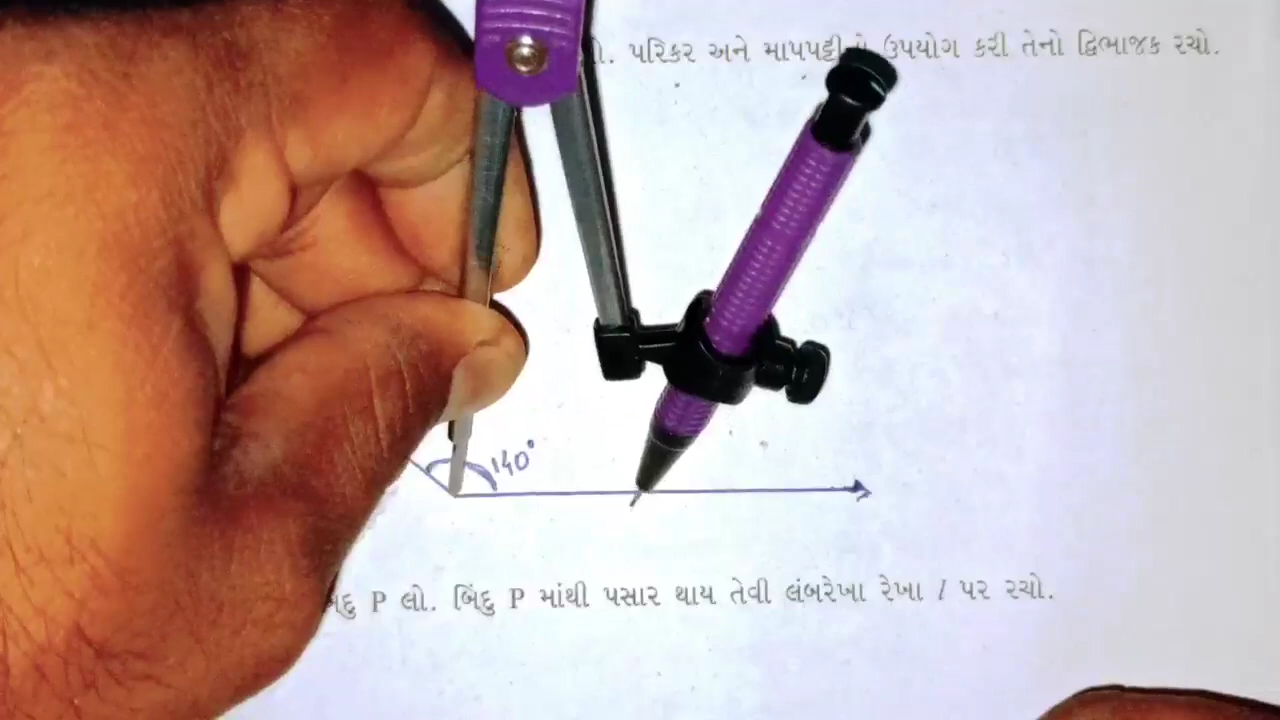 પરિકર અને માપપટ્ટીનો ઉપયોગ કરી તેનો દ્વિભાજક રચો.
140°
P લો. બિંદુ P માંથી પસાર થાય તેવી લંબરેખા રેખા l પર રચો.